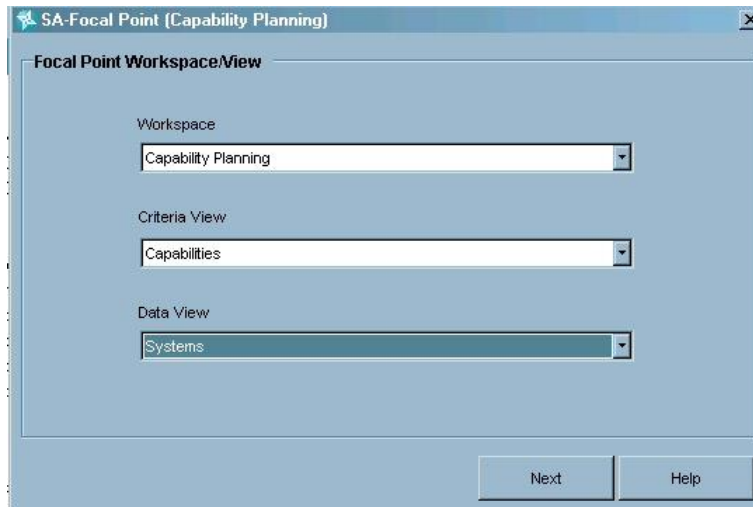 SA-Focal Point (Capability Planning)
Focal Point Workspace/View
Workspace
Capability Planning
Criteria View
Capabilities
Data View
Systems
Next
Help